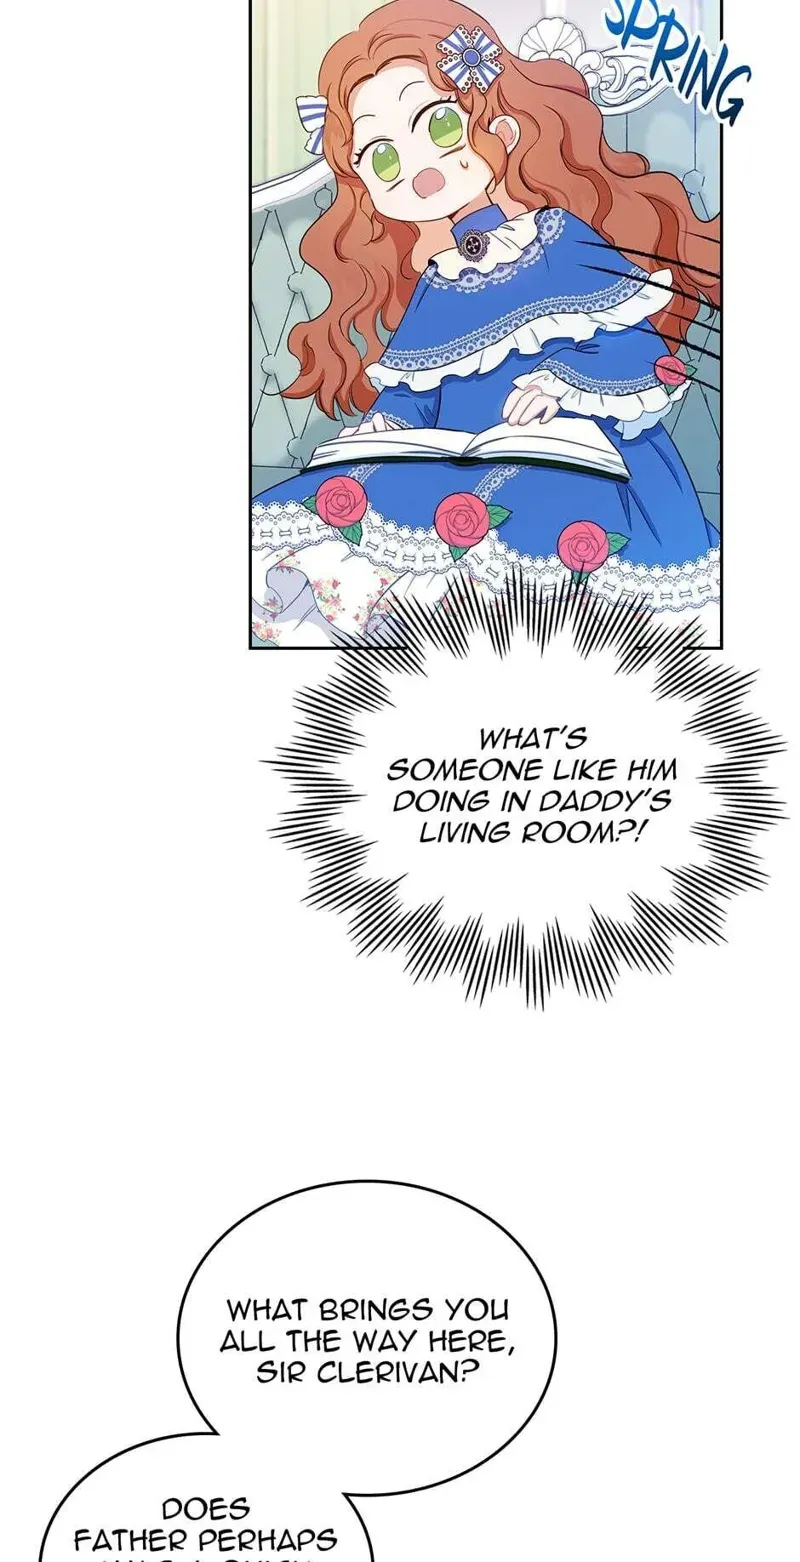 SPRING
WHAT'S
SOMEONE LIKE HIM
DOING IN DADDY'S
LIVING ROOM?!
WHAT BRINGS YOU
ALL THE WAY HERE,
SIR CLERIVAN?
DOES
FATHER PERHAPS